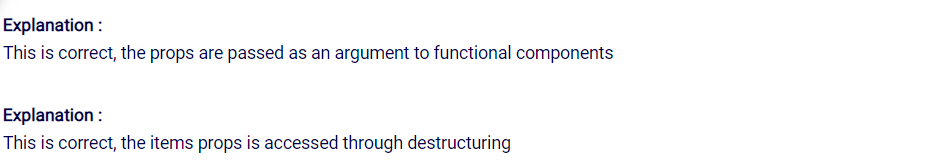 Explanation :
This is correct, the props are passed as an argument to functional components
Explanation :
This is correct, the items props is accessed through destructuring